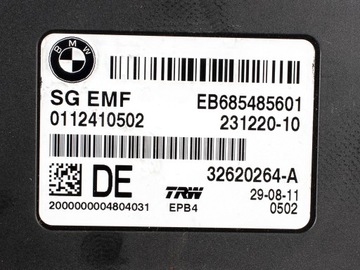 BMW
SG EMF EB685485601
0112410502 231220-10
DE TRW 32620264-A
EPB4 29-08-11
2000000004804031 0502